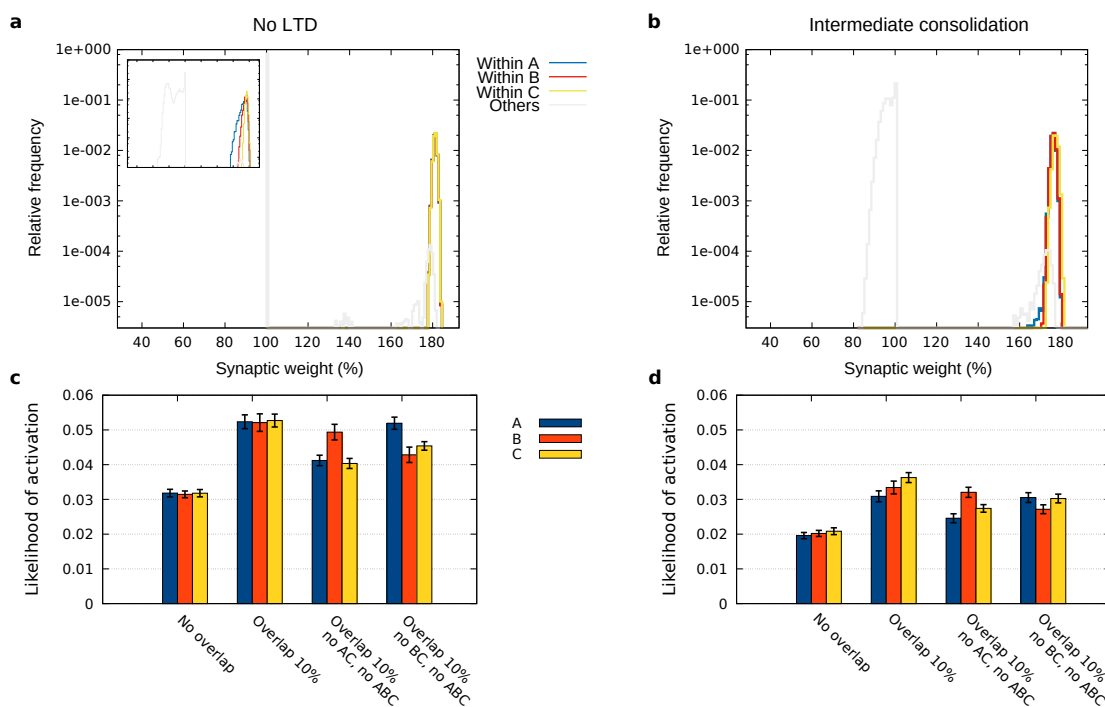 a
No LTD
b
Intermediate consolidation
1e+000
1e-001
1e-002
1e-003
1e-004
1e-005
Relative frequency
40 60 80 100 120 140 160 180
Synaptic weight (%)
Within A
Within B
Within C
Others
1e+000
1e-001
1e-002
1e-003
1e-004
1e-005
Relative frequency
40 60 80 100 120 140 160 180
Synaptic weight (%)
c
0.06
0.05
0.04
0.03
0.02
0.01
0
Likelihood of activation
No overlap
Overlap 10%
Overlap 10%
no AC, no ABC
Overlap 10%
no BC, no ABC
A
B
C
d
0.06
0.05
0.04
0.03
0.02
0.01
0
Likelihood of activation
No overlap
Overlap 10%
Overlap 10%
no AC, no ABC
Overlap 10%
no BC, no ABC